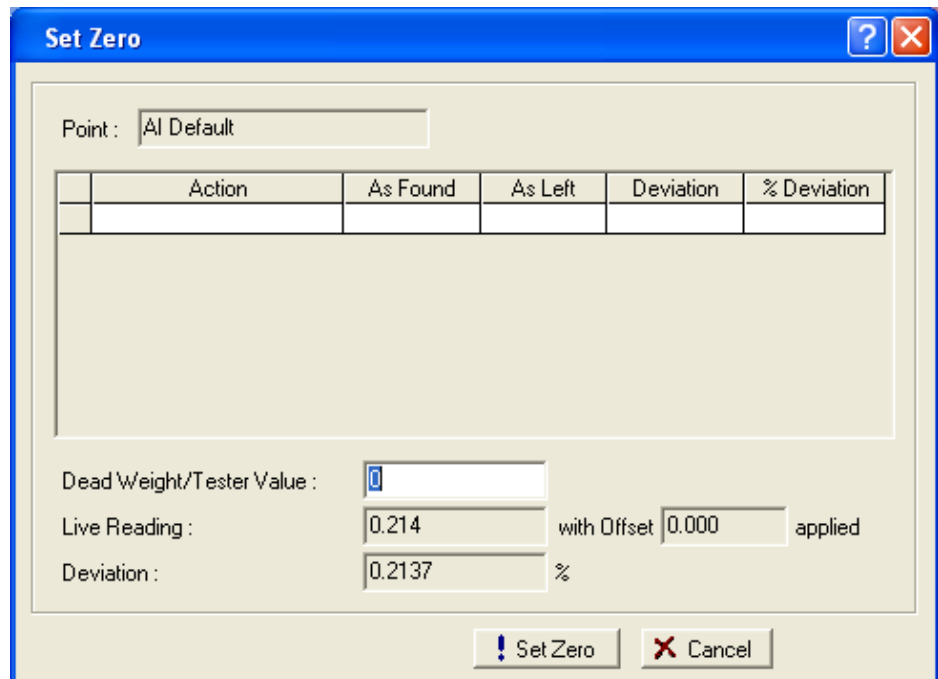 Set Zero
Point : AI Default
Action As Found As Left Deviation % Deviation
Dead Weight/Tester Value : 0
Live Reading : 0.214 with Offset 0.000 applied
Deviation : 0.2137 %
! Set Zero X Cancel